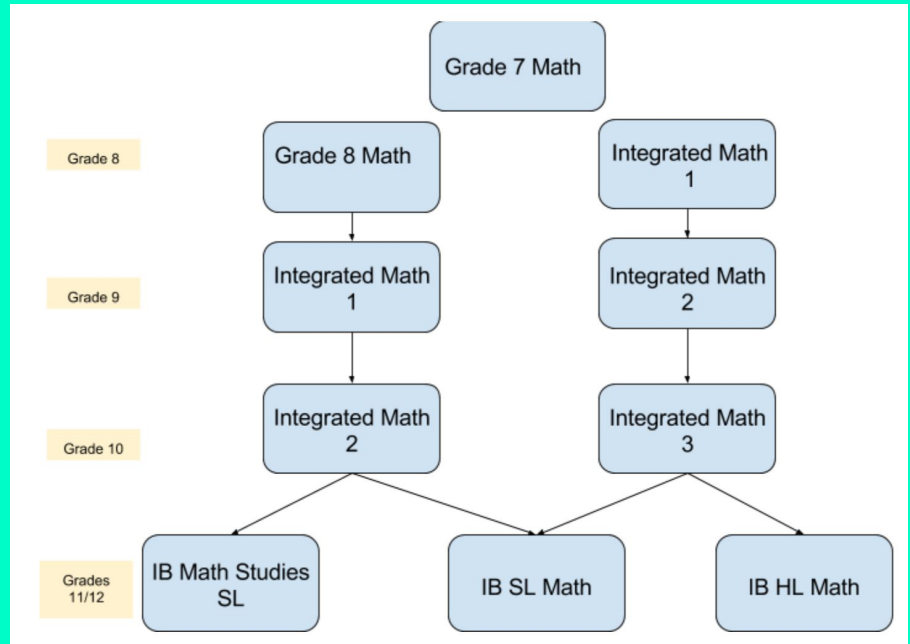 Grade 7 Math
Grade 8
Grade 8 Math
Integrated Math
1
Grade 9
Integrated Math
1
Integrated Math
2
Grade 10
Integrated Math
2
Integrated Math
3
Grades
11/12
IB Math Studies
SL
IB SL Math
IB HL Math